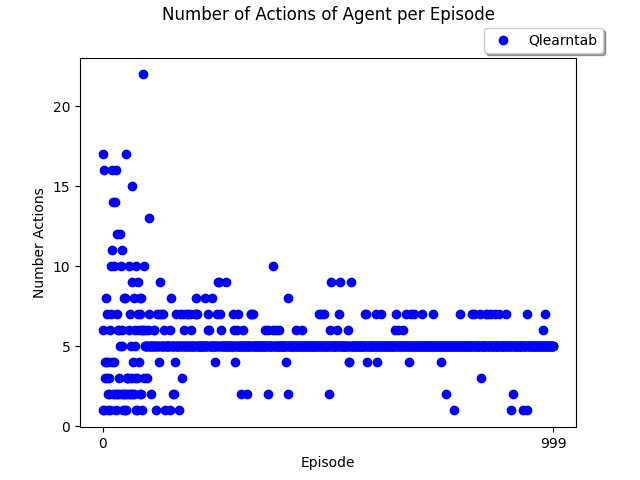 Number of Actions of Agent per Episode
Qlearntab
20
15
10
5
0
Number Actions
0 999
Episode